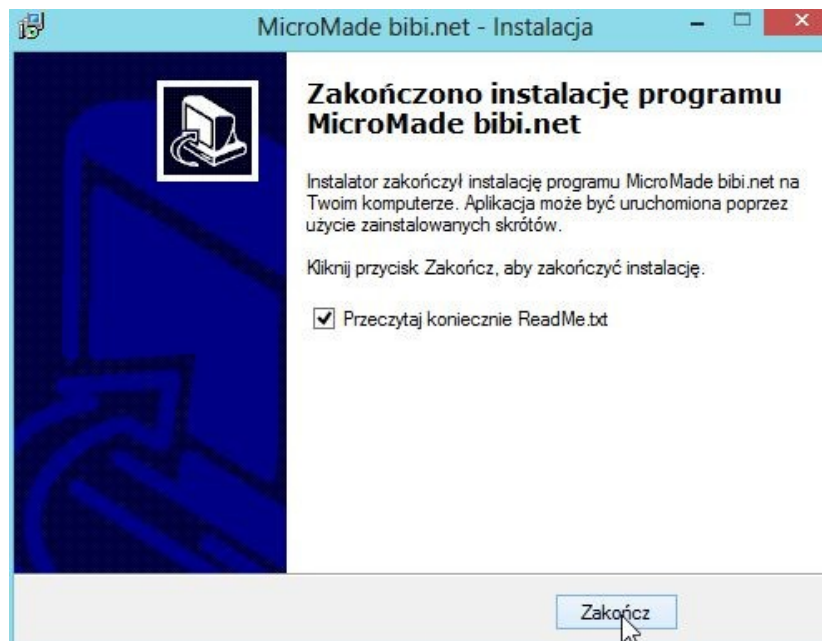 MicroMade bibi.net - Instalacja
Zakończono instalację programu
MicroMade bibi.net
Instalator zakończył instalację programu MicroMade bibi.net na
Twoim komputerze. Aplikacja może być uruchomiona poprzez
użycie zainstalowanych skrótów.
Kliknij przycisk Zakończ, aby zakończyć instalację.
Przeczytaj koniecznie ReadMe.txt
Zakończ